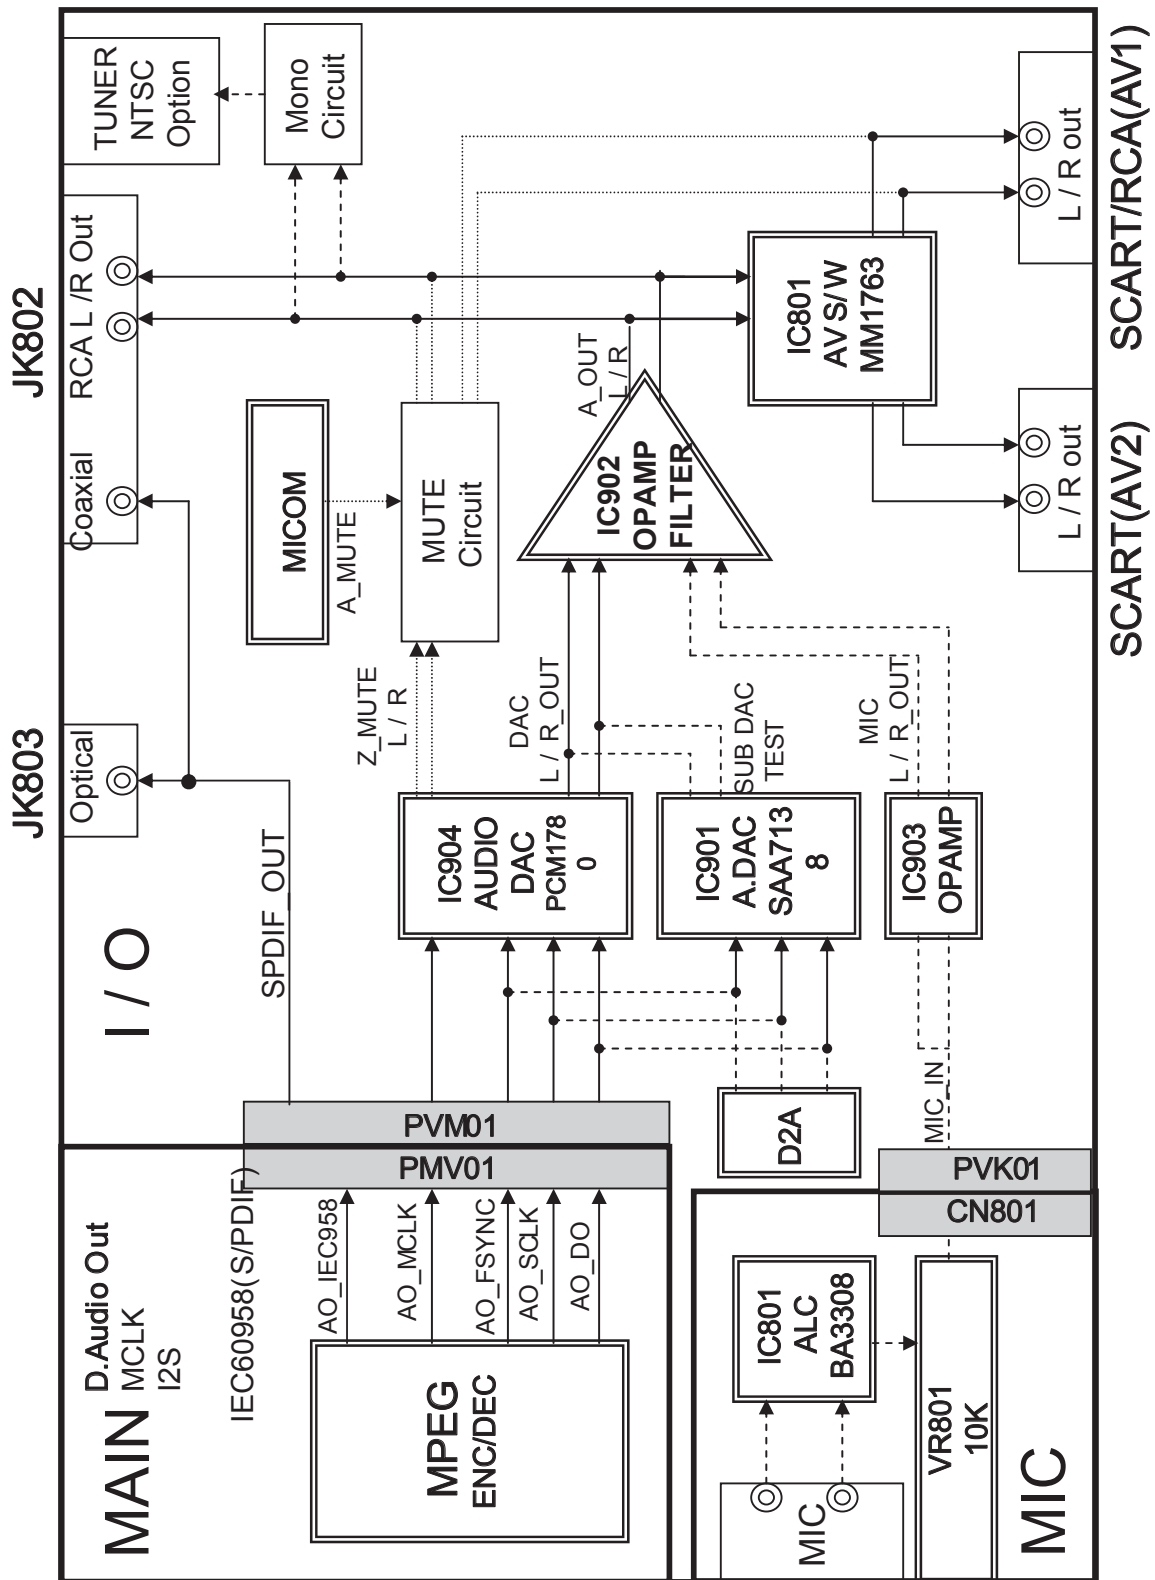 MAIN
D.Audio Out
MCLK
I2S
IEC60958(S/PDIF)
MPEG
ENC/DEC
AO_IEC958
AO_MCLK
AO_FSYNC
AO_SCLK
AO_DO
PMV01
PVM01
I / O
SPDIF_OUT
JK803
Optical
JK802
Coaxial
RCA L /R Out
TUNER
NTSC
Option
Mono
Circuit
MICOM
A_MUTE
MUTE
Circuit
Z_MUTE
L / R
IC904
AUDIO
DAC
PCM178
0
DAC
L / R_OUT
IC901
A.DAC
SAA713
8
SUB DAC
TEST
D2A
IC902
OPAMP
FILTER
A_OUT
L / R
IC903
OPAMP
MIC
L / R_OUT
MIC_IN
PVK01
CN801
MIC
MIC
IC801
ALC
BA3308
VR801
10K
IC801
AV S/W
MM1763
L / R out
SCART(AV2)
L / R out
SCART/RCA(AV1)